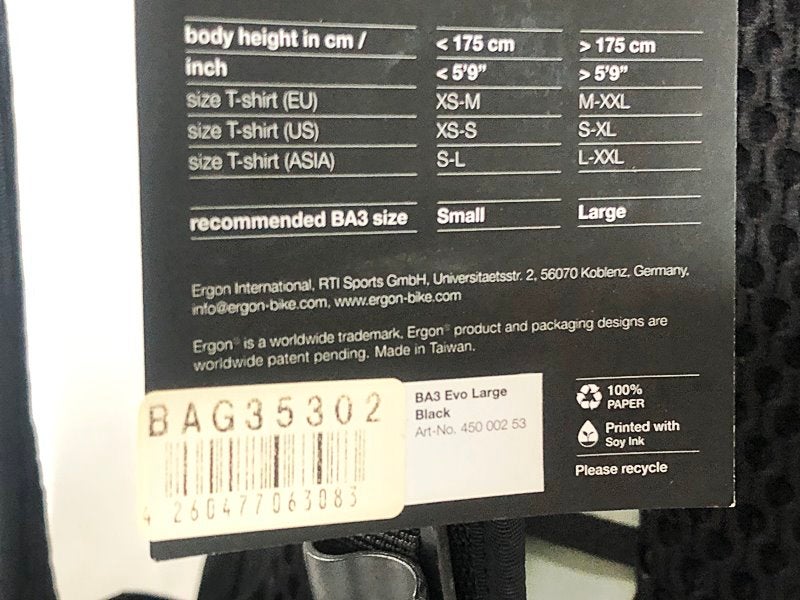 body height in cm / < 175 cm > 175 cm
inch < 5'9" > 5'9"
size T-shirt (EU) XS-M M-XXL
size T-shirt (US) XS-S S-XL
size T-shirt (ASIA) S-L L-XXL
recommended BA3 size Small Large
Ergon International, RTI Sports GmbH, Universitaetsstr. 2, 56070 Koblenz, Germany.
info@ergon-bike.com, www.ergon-bike.com
Ergon® is a worldwide trademark, Ergon® product and packaging designs are
worldwide patent pending. Made in Taiwan.
BAG35302
4 260477 063083
BA3 Evo Large
Black
Art-No. 450 002 53
100%
PAPER
Printed with
Soy Ink
Please recycle